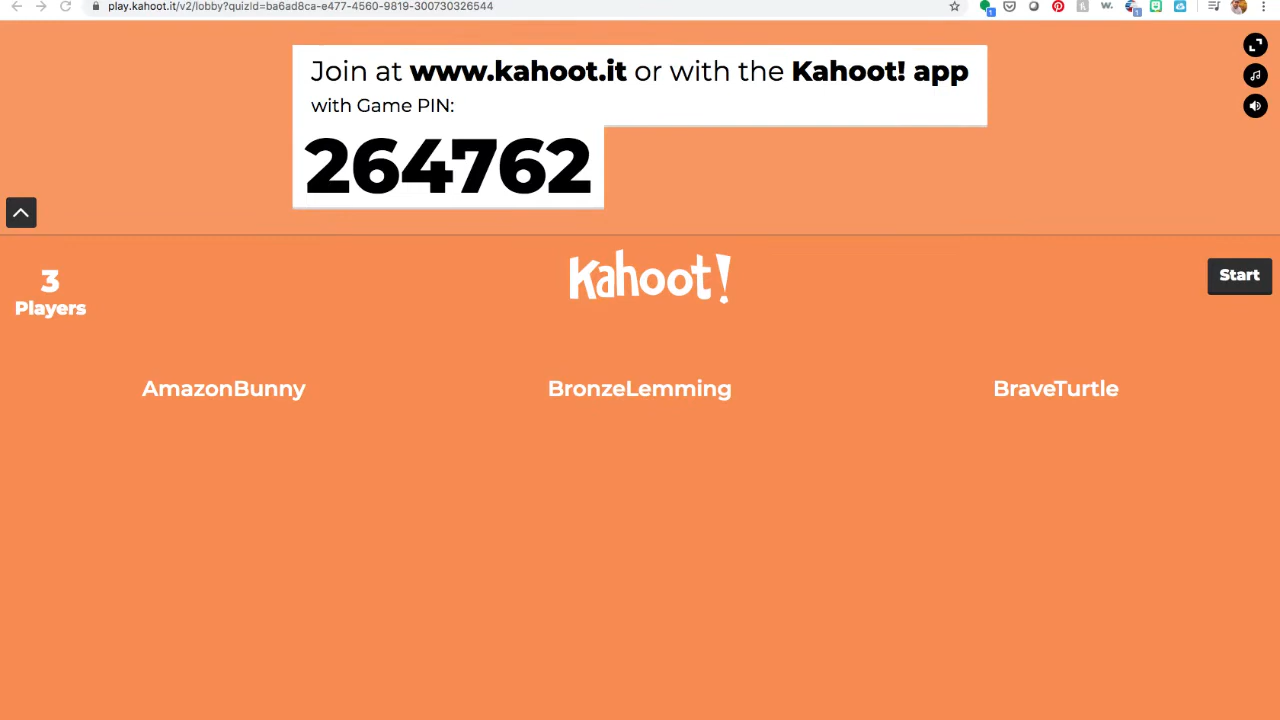 play.kahoot.it/v2/lobby?quizId=ba6ad8ca-e477-4560-9819-300730326544
Join at www.kahoot.it or with the Kahoot! app
with Game PIN:
264762
3
Players
Kahoot!
Start
AmazonBunny BronzeLemming BraveTurtle